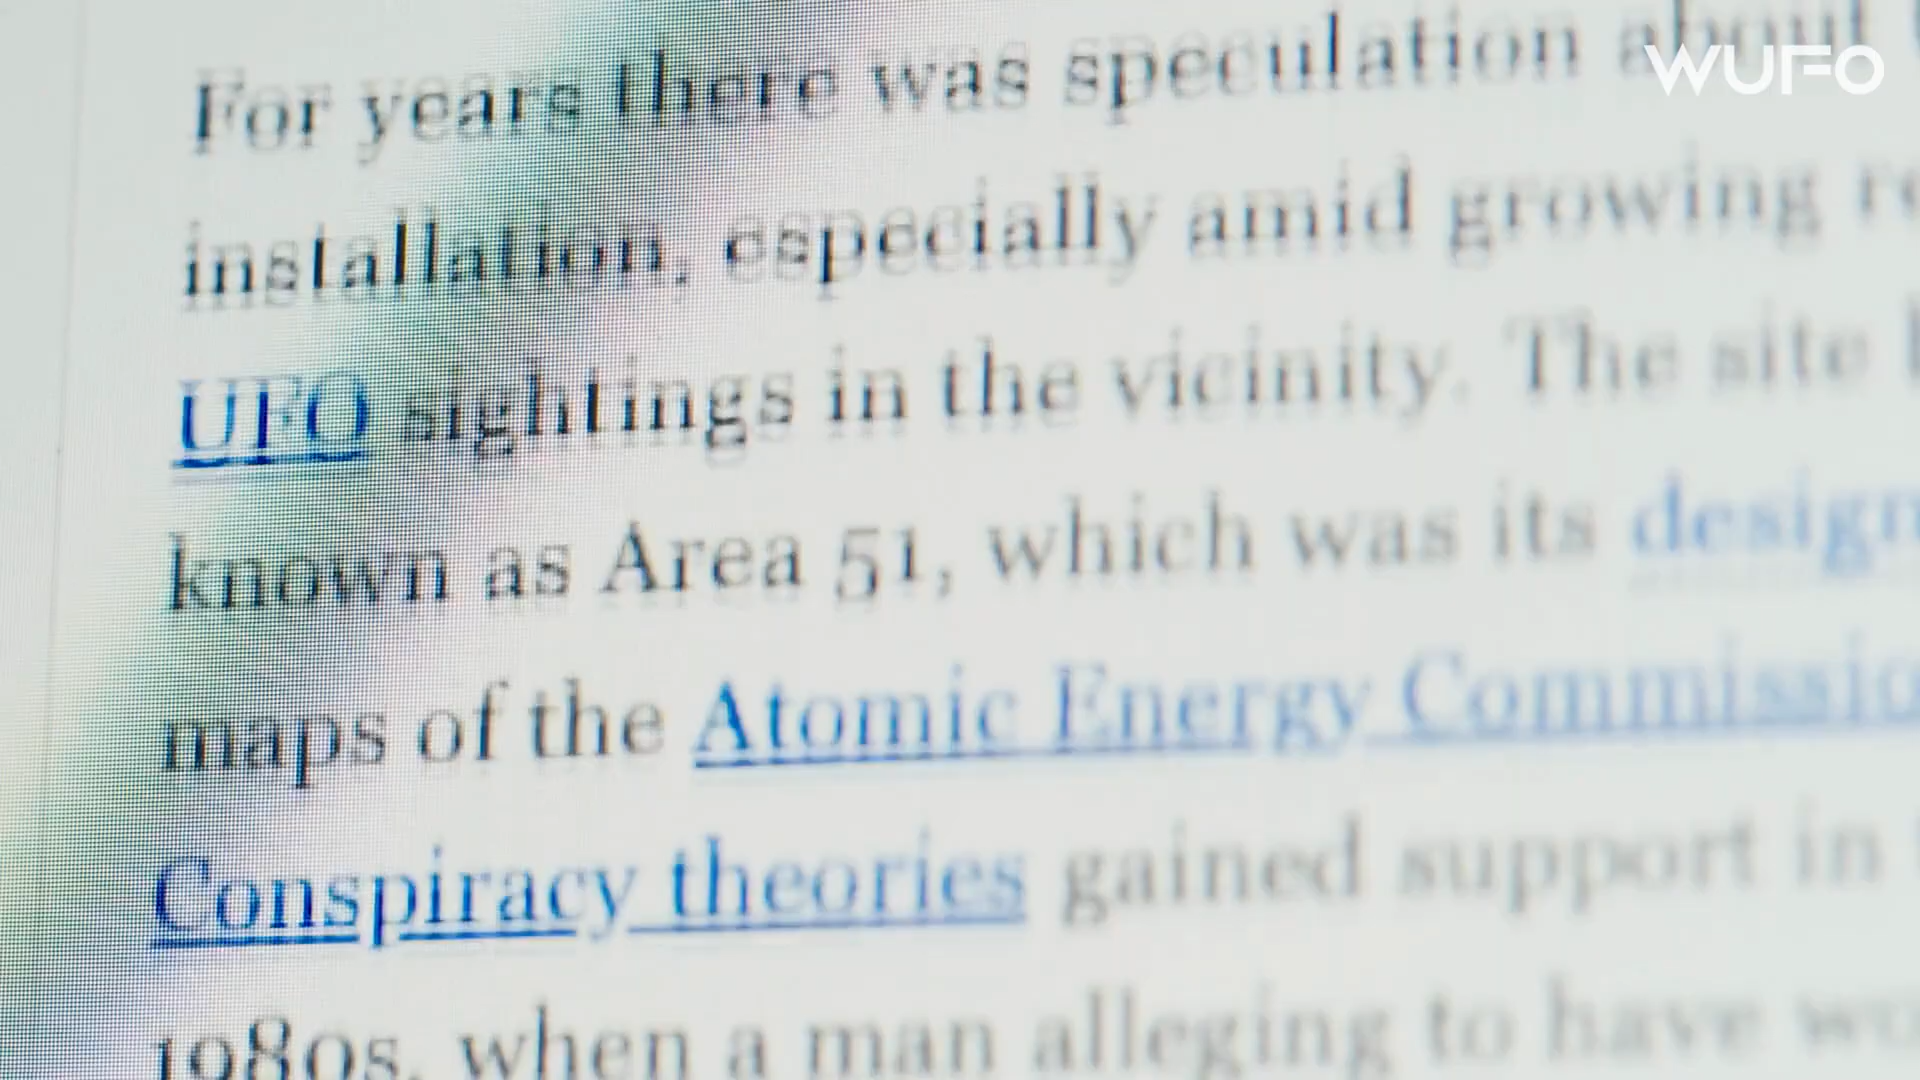 For years there was speculation about
WUFO
installation, especially amid growing
UFO sightings in the vicinity. The site
known as Area 51, which was its
maps of the Atomic Energy
Conspiracy theories gained support in
1980s, when a man alleging to have